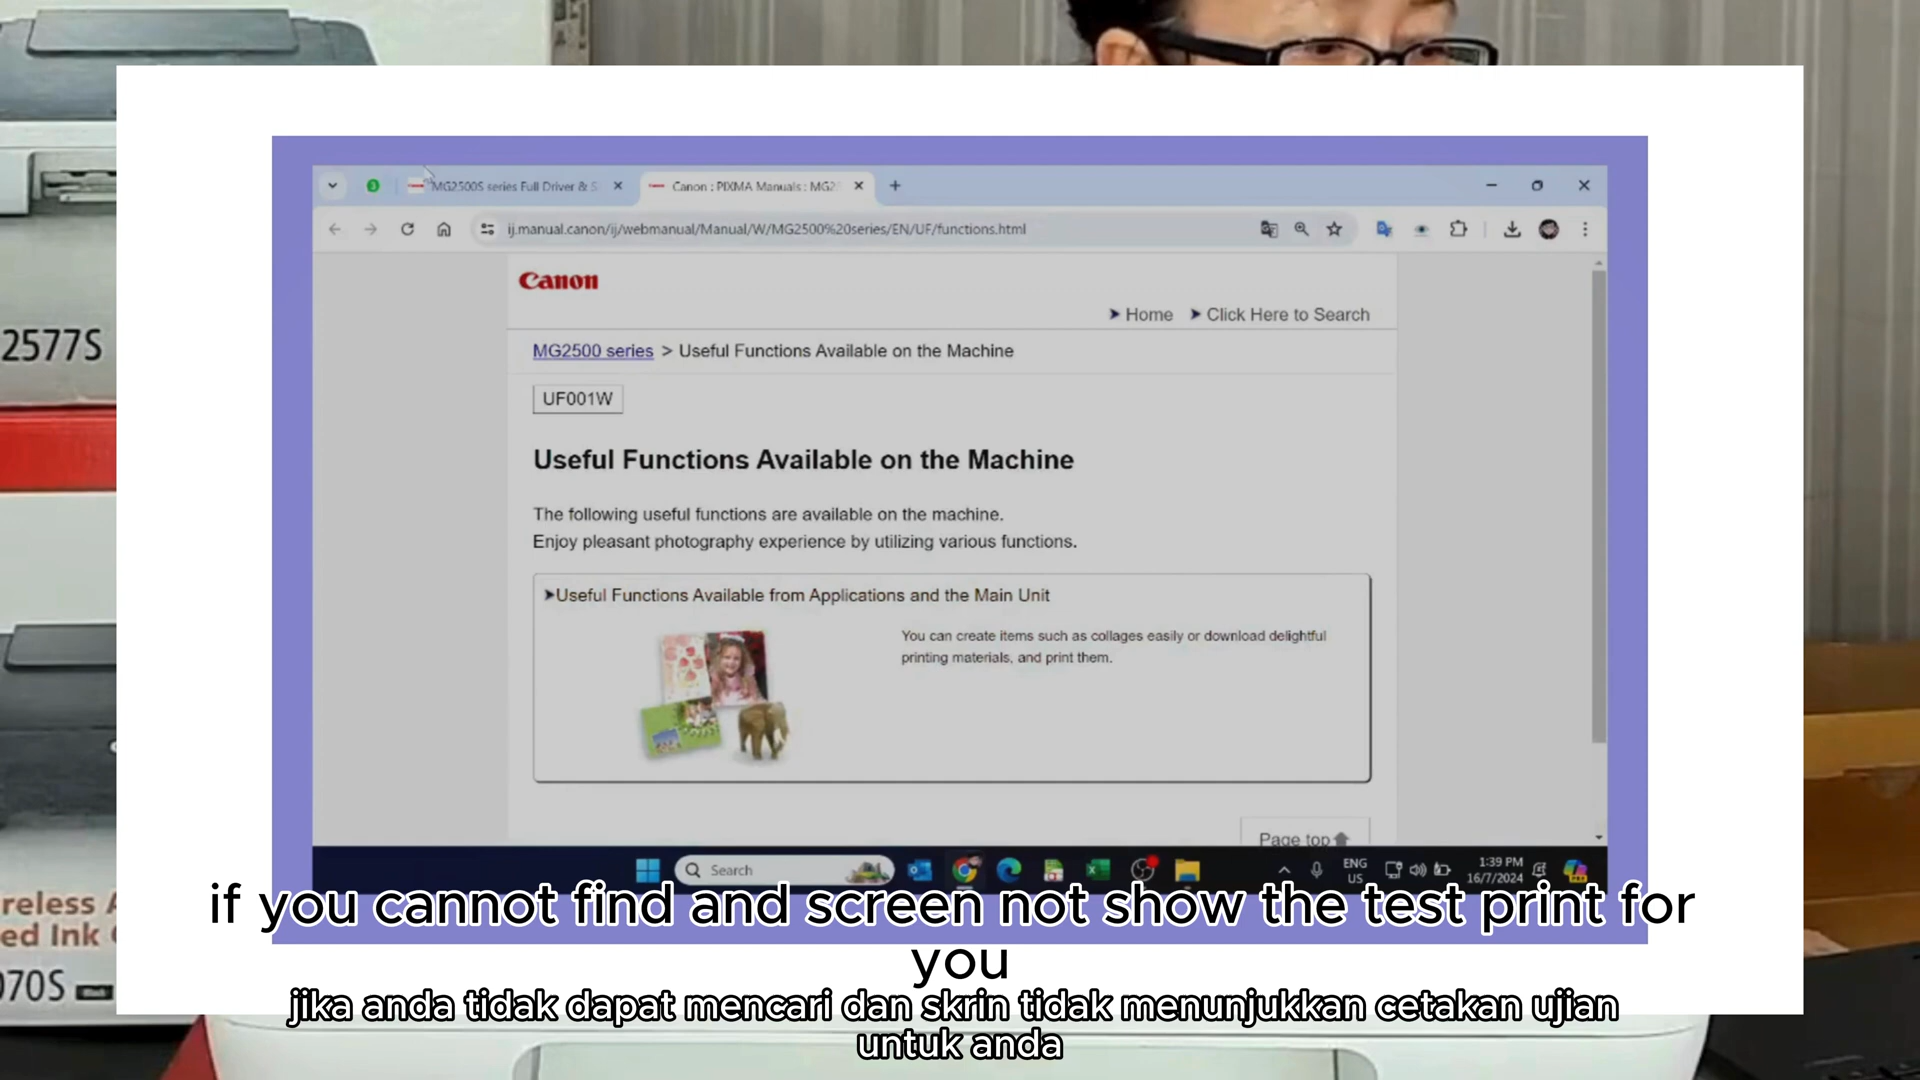 2577S
MG2500S series Full Driver & S
Canon : PIXMA Manuals : MG2
ij.manual.canon/ij/webmanual/Manual/W/MG2500%20series/EN/UF/functions.html
Canon
Home Click Here to Search
MG2500 series > Useful Functions Available on the Machine
UF001W
Useful Functions Available on the Machine
The following useful functions are available on the machine.
Enjoy pleasant photography experience by utilizing various functions.
Useful Functions Available from Applications and the Main Unit
You can create items such as collages easily or download delightful
printing materials, and print them.
Page top
Search
ENG
US
1:39 PM
16/7/2024
reless A
ed Ink
070S
if you cannot find and screen not show the test print for
you
jika anda tidak dapat mencari dan skrin tidak menunjukkan cetakan ujian
untuk anda